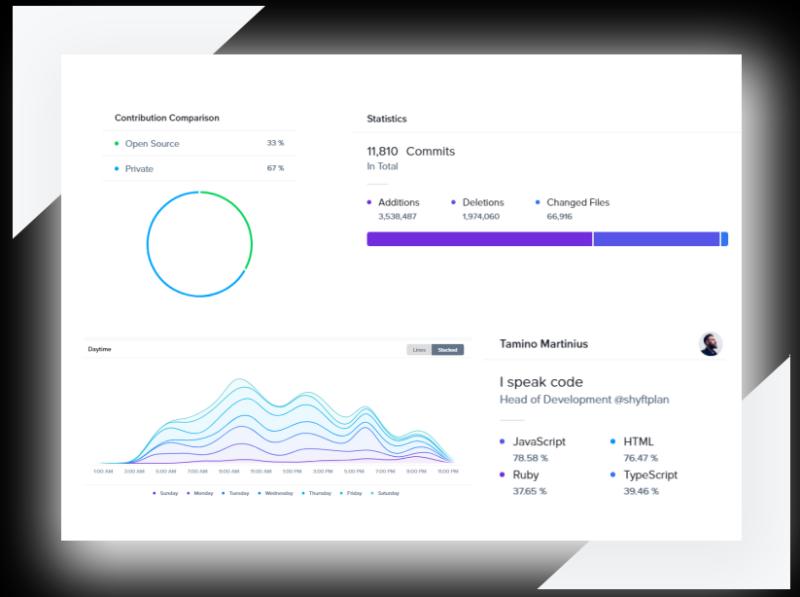 Contribution Comparison
Open Source 33 %
Private 67 %
Statistics
11,810 Commits
In Total
Additions Deletions Changed Files
3,538,487 1,974,060 66,916
Daytime Lines Stacked
1:00 AM 3:00 AM 5:00 AM 7:00 AM 9:00 AM 11:00 AM 1:00 PM 3:00 PM 5:00 PM 7:00 PM 9:00 PM 11:00 PM
Sunday Monday Tuesday Wednesday Thursday Friday Saturday
Tamino Martinius
I speak code
Head of Development @shyftplan
JavaScript HTML
78.58 % 76.47 %
Ruby TypeScript
37.65 % 39.46 %